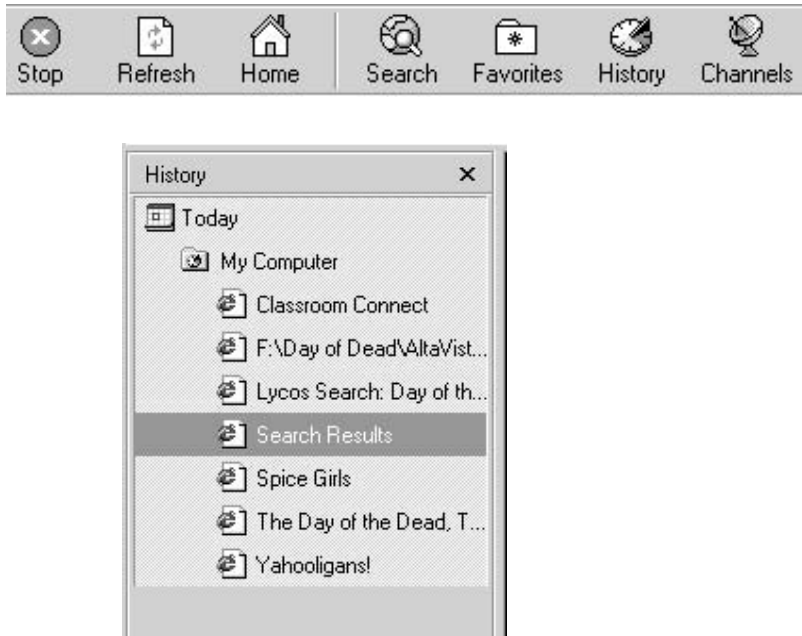 Stop Refresh Home Search Favorites History Channels
History
Today
My Computer
Classroom Connect
F:\Day of Dead\AltaVist...
Lycos Search: Day of th...
Search Results
Spice Girls
The Day of the Dead, T...
Yahooligans!